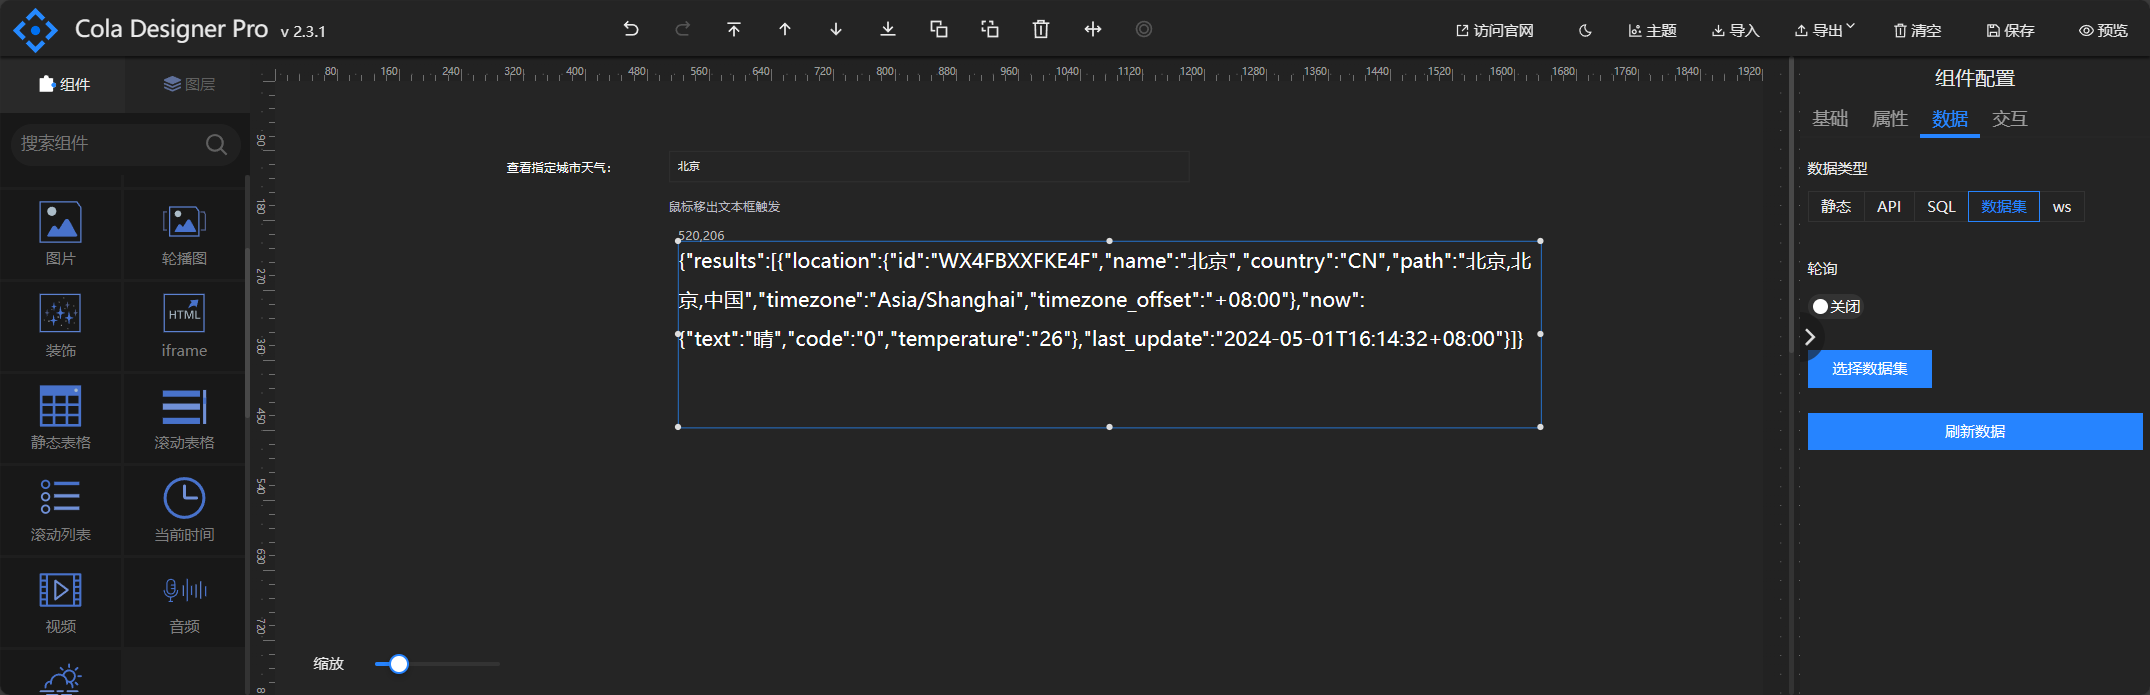 Cola Designer Pro v 2.3.1
访问官网
主题
导入
导出
清空
保存
预览
组件
图层
搜索组件
图片
轮播图
装饰
HTML
iframe
静态表格
滚动表格
滚动列表
当前时间
视频
音频
80 160 240 320 400 480 560 640 720 800 880 960 1040 1120 1200 1280 1360 1440 1520 1600 1680 1760 1840 1920
90
180
270
360
450
540
630
720
8
查看指定城市天气：
北京
鼠标移出文本框触发
520,206
{"results":[{"location":{"id":"WX4FBXXFKE4F","name":"北京","country":"CN","path":"北京,北
京,中国","timezone":"Asia/Shanghai","timezone_offset":"+08:00"},"now":
{"text":"晴","code":"0","temperature":"26"},"last_update":"2024-05-01T16:14:32+08:00"}]}
缩放
组件配置
基础 属性 数据 交互
数据类型
静态 API SQL 数据集 ws
轮询
关闭
选择数据集
刷新数据